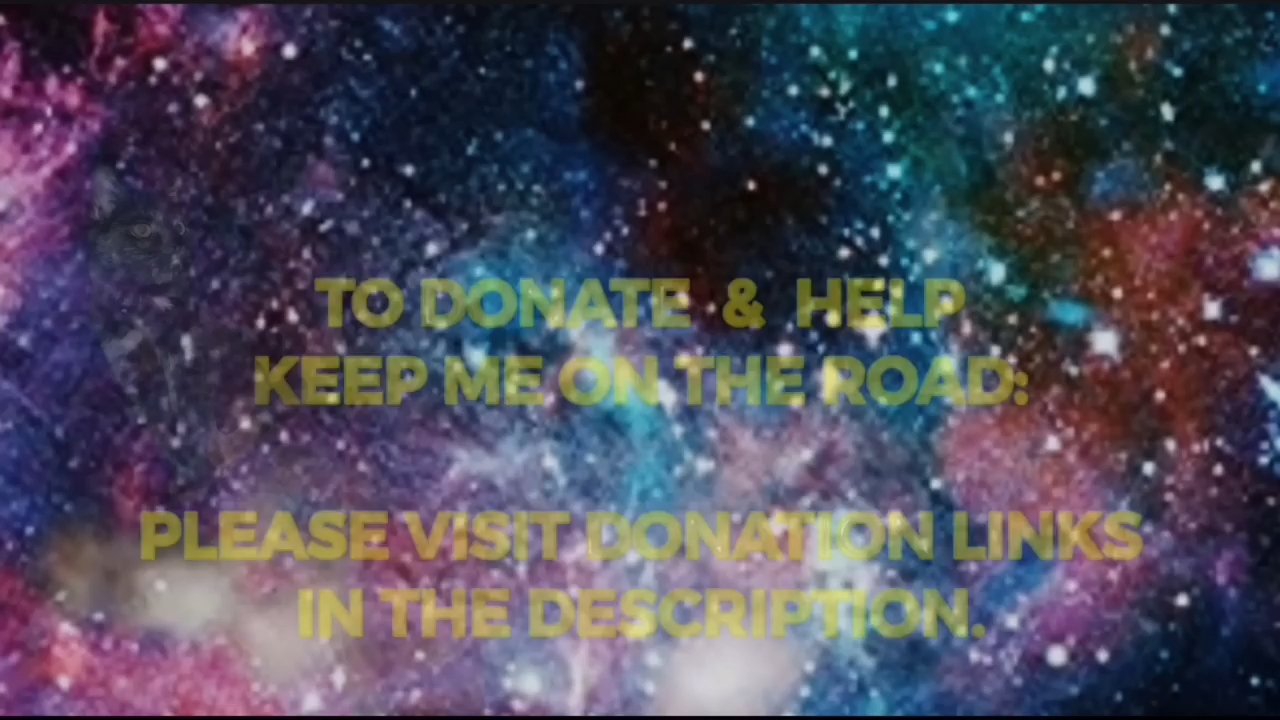 TO DONATE & HELP
KEEP ME ON THE ROAD:
PLEASE VISIT DONATION LINKS
IN THE DESCRIPTION.